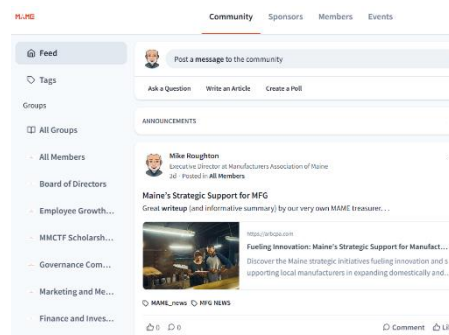 MAME
Community Sponsors Members Events
Feed
Tags
Groups
All Groups
All Members
Board of Directors
Employee Growth...
MMCTF Scholarsh...
Governance Com...
Marketing and Me...
Finance and Inves...
Post a message to the community
Ask a Question Write an Article Create a Poll
ANNOUNCEMENTS
Mike Roughton
Executive Director at Manufacturers Association of Maine
2d · Posted in All Members
Maine's Strategic Support for MFG
Great writeup (and informative summary) by our very own MAME treasurer. ...
Fueling Innovation: Maine's Strategic Support for Manufact...
Discover the Maine strategic initiatives fueling innovation and s
upporting local manufacturers in expanding domestically and...
MAME_news MFG NEWS
0 0 Comment Li